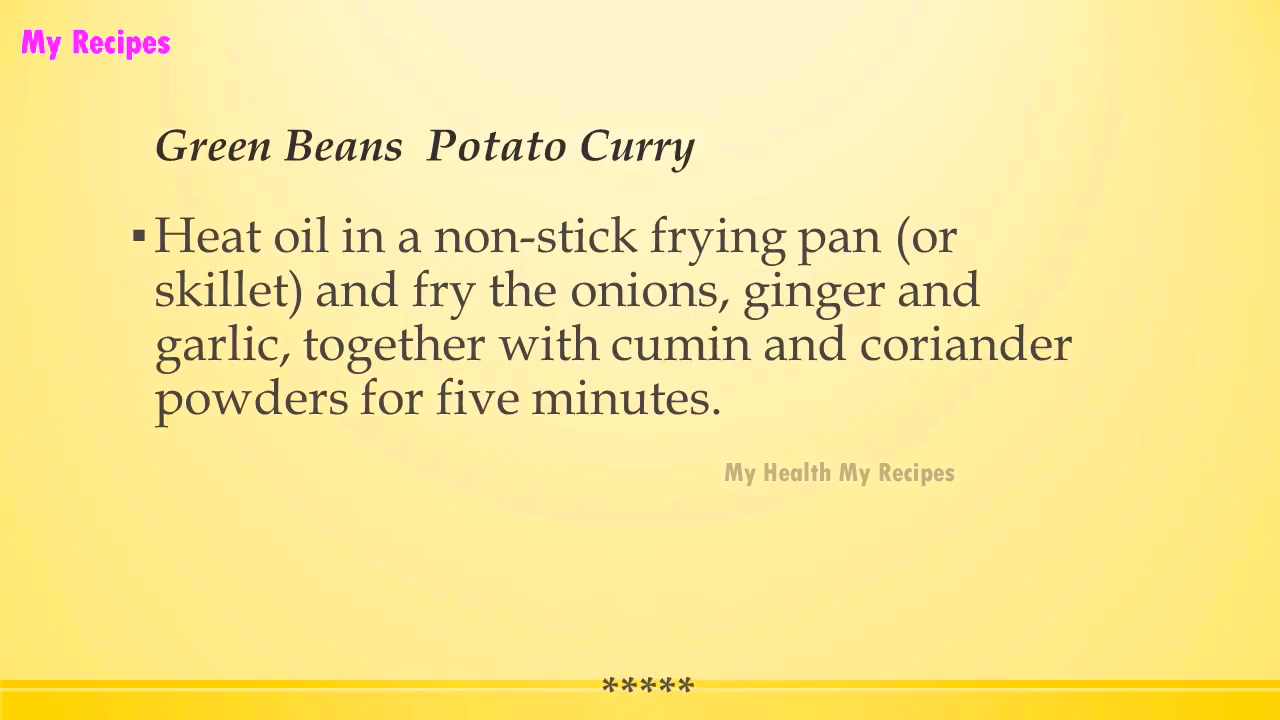 My Recipes
Green Beans  Potato Curry
▪ Heat oil in a non-stick frying pan (or
skillet) and fry the onions, ginger and
garlic, together with cumin and coriander
powders for five minutes.
My Health My Recipes
*****